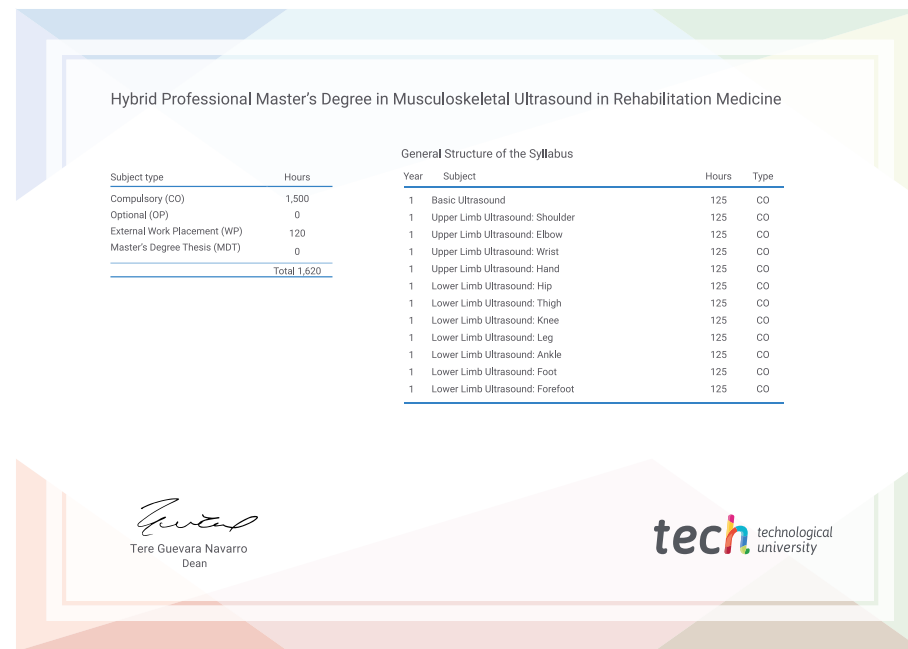 Hybrid Professional Master's Degree in Musculoskeletal Ultrasound in Rehabilitation Medicine
Subject type Hours
Compulsory (CO) 1,500
Optional (OP) 0
External Work Placement (WP) 120
Master's Degree Thesis (MDT) 0
Total 1,620
General Structure of the Syllabus
Year Subject Hours Type
1 Basic Ultrasound 125 CO
1 Upper Limb Ultrasound: Shoulder 125 CO
1 Upper Limb Ultrasound: Elbow 125 CO
1 Upper Limb Ultrasound: Wrist 125 CO
1 Upper Limb Ultrasound: Hand 125 CO
1 Lower Limb Ultrasound: Hip 125 CO
1 Lower Limb Ultrasound: Thigh 125 CO
1 Lower Limb Ultrasound: Knee 125 CO
1 Lower Limb Ultrasound: Leg 125 CO
1 Lower Limb Ultrasound: Ankle 125 CO
1 Lower Limb Ultrasound: Foot 125 CO
1 Lower Limb Ultrasound: Forefoot 125 CO
Tere Guevara Navarro
Dean
tech technological
university